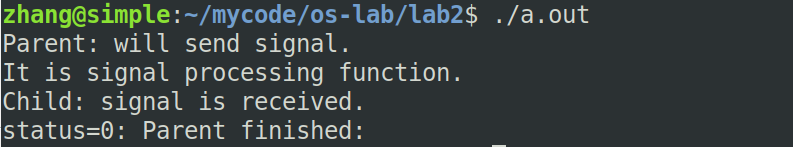 zhang@simple:~/mycode/os-lab/lab2$ ./a.out
Parent: will send signal.
It is signal processing function.
Child: signal is received.
status=0: Parent finished: